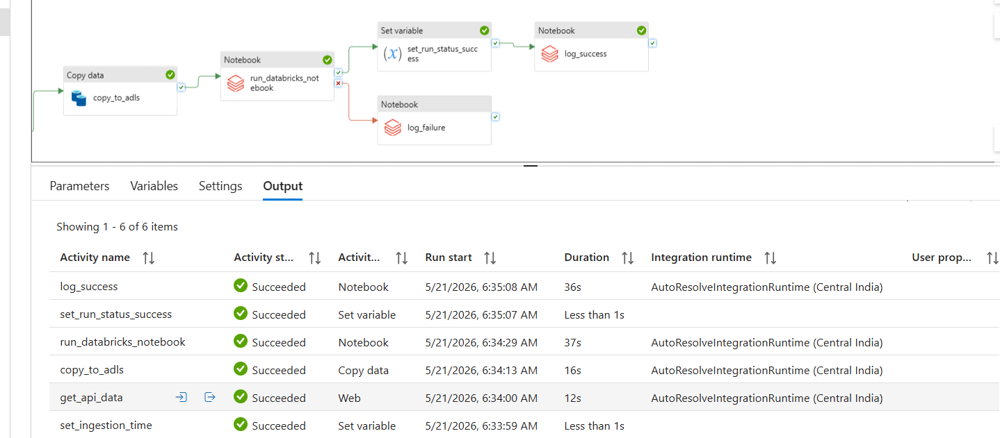 Set variable
set_run_status_succ
ess
Notebook
log_success
Notebook
run_databricks_not
ebook
Copy data
copy_to_adls
Notebook
log_failure
Parameters Variables Settings Output
Showing 1 - 6 of 6 items
Activity name Activity st... Activit... Run start Duration Integration runtime User prop...
log_success Succeeded Notebook 5/21/2026, 6:35:08 AM 36s AutoResolveIntegrationRuntime (Central India)
set_run_status_success Succeeded Set variable 5/21/2026, 6:35:07 AM Less than 1s
run_databricks_notebook Succeeded Notebook 5/21/2026, 6:34:29 AM 37s AutoResolveIntegrationRuntime (Central India)
copy_to_adls Succeeded Copy data 5/21/2026, 6:34:13 AM 16s AutoResolveIntegrationRuntime (Central India)
get_api_data Succeeded Web 5/21/2026, 6:34:00 AM 12s AutoResolveIntegrationRuntime (Central India)
set_ingestion_time Succeeded Set variable 5/21/2026, 6:33:59 AM Less than 1s